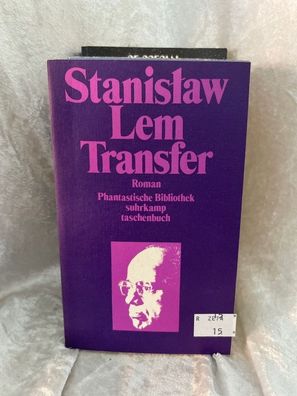 Stanisław
Lem
Transfer
Roman
Phantastische Bibliothek
suhrkamp
taschenbuch
R
15